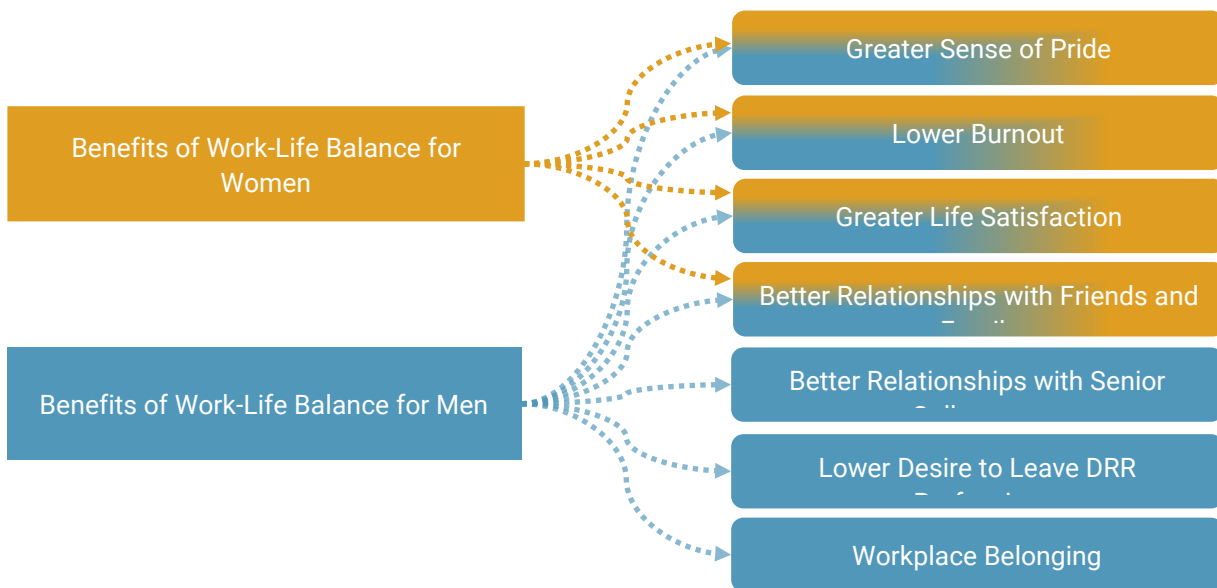 Greater Sense of Pride
Benefits of Work-Life Balance for
Women
Lower Burnout
Greater Life Satisfaction
Better Relationships with Friends and
Benefits of Work-Life Balance for Men
Better Relationships with Senior
Lower Desire to Leave DRR
Workplace Belonging